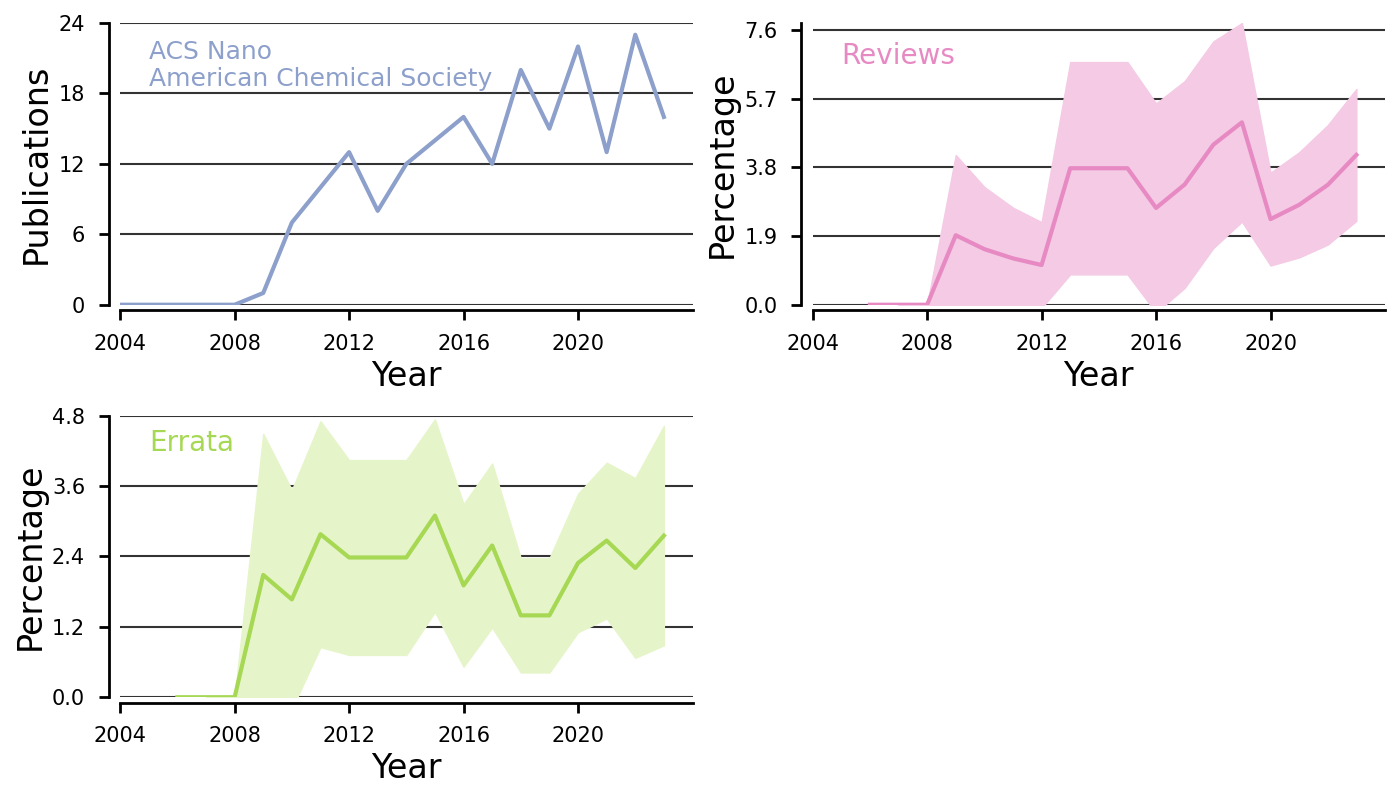 24
18
12
6
0
Publications
ACS Nano
American Chemical Society
2004 2008 2012 2016 2020
Year
7.6
5.7
3.8
1.9
0.0
Percentage
Reviews
2004 2008 2012 2016 2020
Year
4.8
3.6
2.4
1.2
0.0
Percentage
Errata
2004 2008 2012 2016 2020
Year